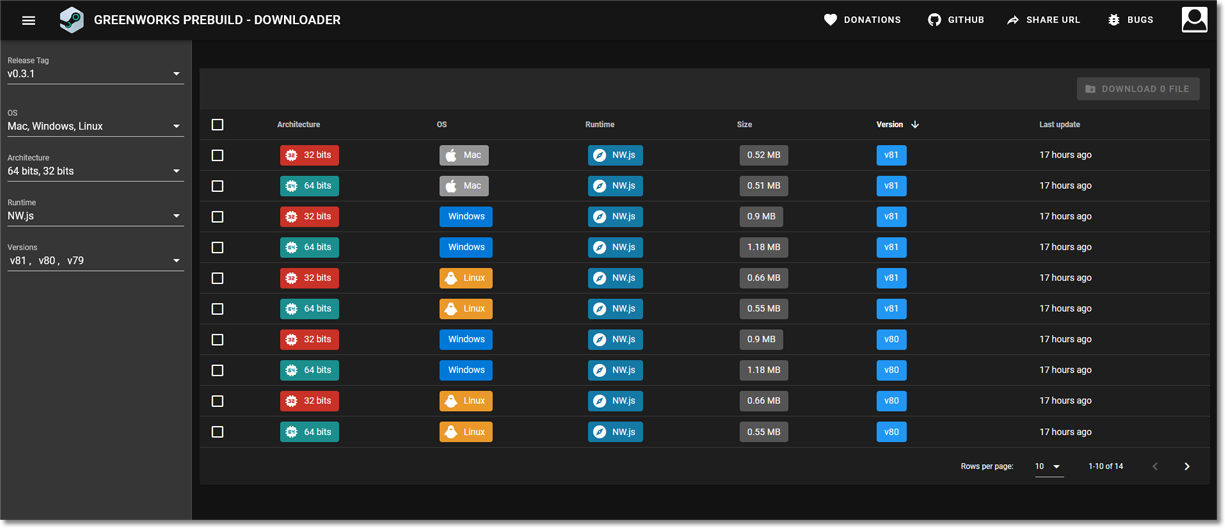 GREENWORKS PREBUILD - DOWNLOADER
DONATIONS
GITHUB
SHARE URL
BUGS
Release Tag
v0.3.1
OS
Mac, Windows, Linux
Architecture
64 bits, 32 bits
Runtime
NW.js
Versions
v81 , v80 , v79
DOWNLOAD 0 FILE
Architecture OS Runtime Size Version Last update
32 bits Mac NW.js 0.52 MB v81 17 hours ago
64 bits Mac NW.js 0.51 MB v81 17 hours ago
32 bits Windows NW.js 0.9 MB v81 17 hours ago
64 bits Windows NW.js 1.18 MB v81 17 hours ago
32 bits Linux NW.js 0.66 MB v81 17 hours ago
64 bits Linux NW.js 0.55 MB v81 17 hours ago
32 bits Windows NW.js 0.9 MB v80 17 hours ago
64 bits Windows NW.js 1.18 MB v80 17 hours ago
32 bits Linux NW.js 0.66 MB v80 17 hours ago
64 bits Linux NW.js 0.55 MB v80 17 hours ago
Rows per page: 10 1-10 of 14